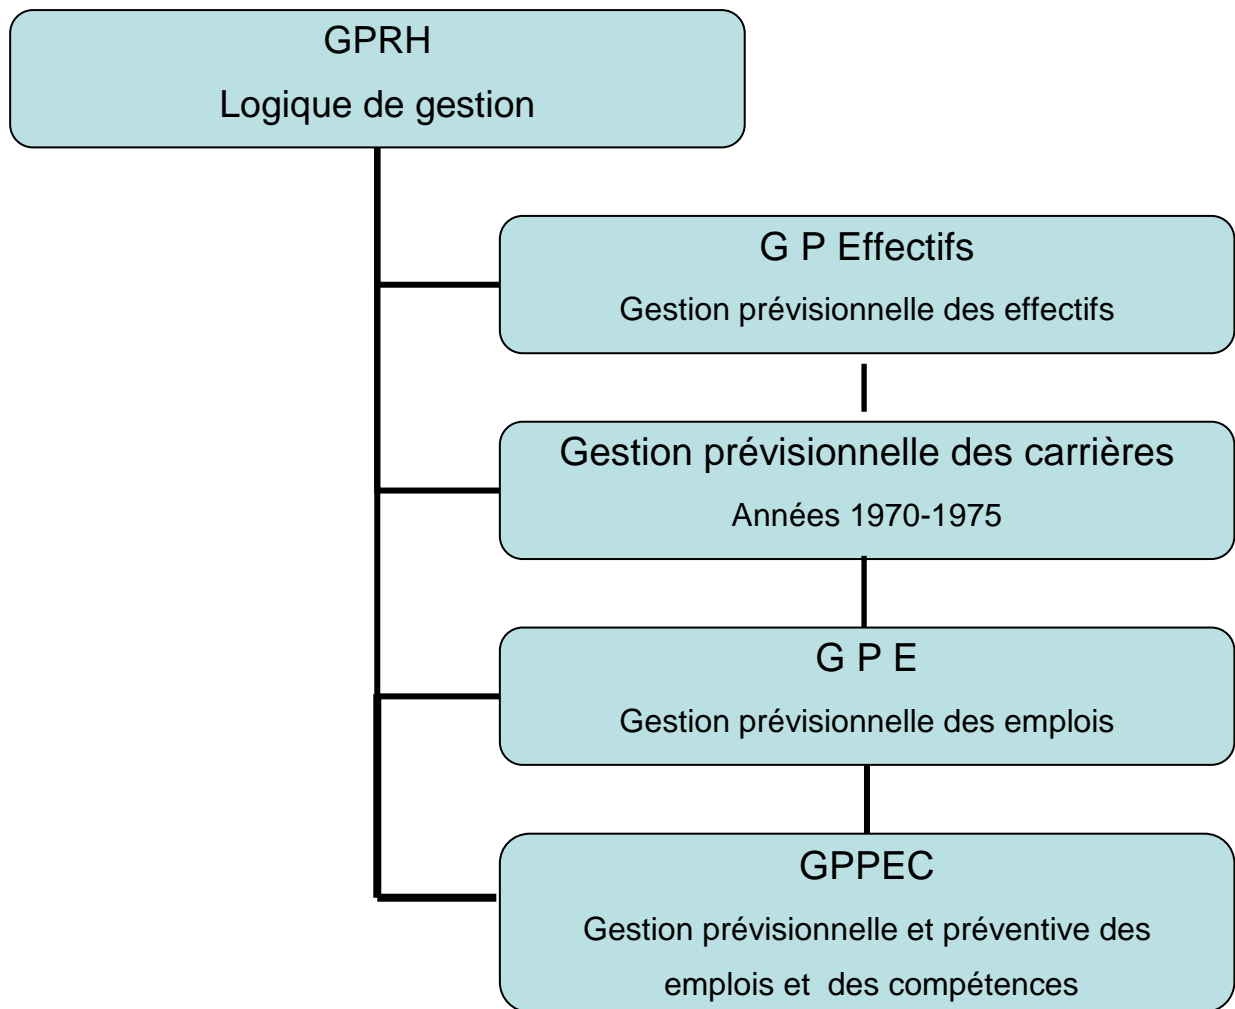 GPRH
Logique de gestion
G P Effectifs
Gestion prévisionnelle des effectifs
Gestion prévisionnelle des carrières
Années 1970-1975
G P E
Gestion prévisionnelle des emplois
GPPEC
Gestion prévisionnelle et préventive des
emplois et  des compétences